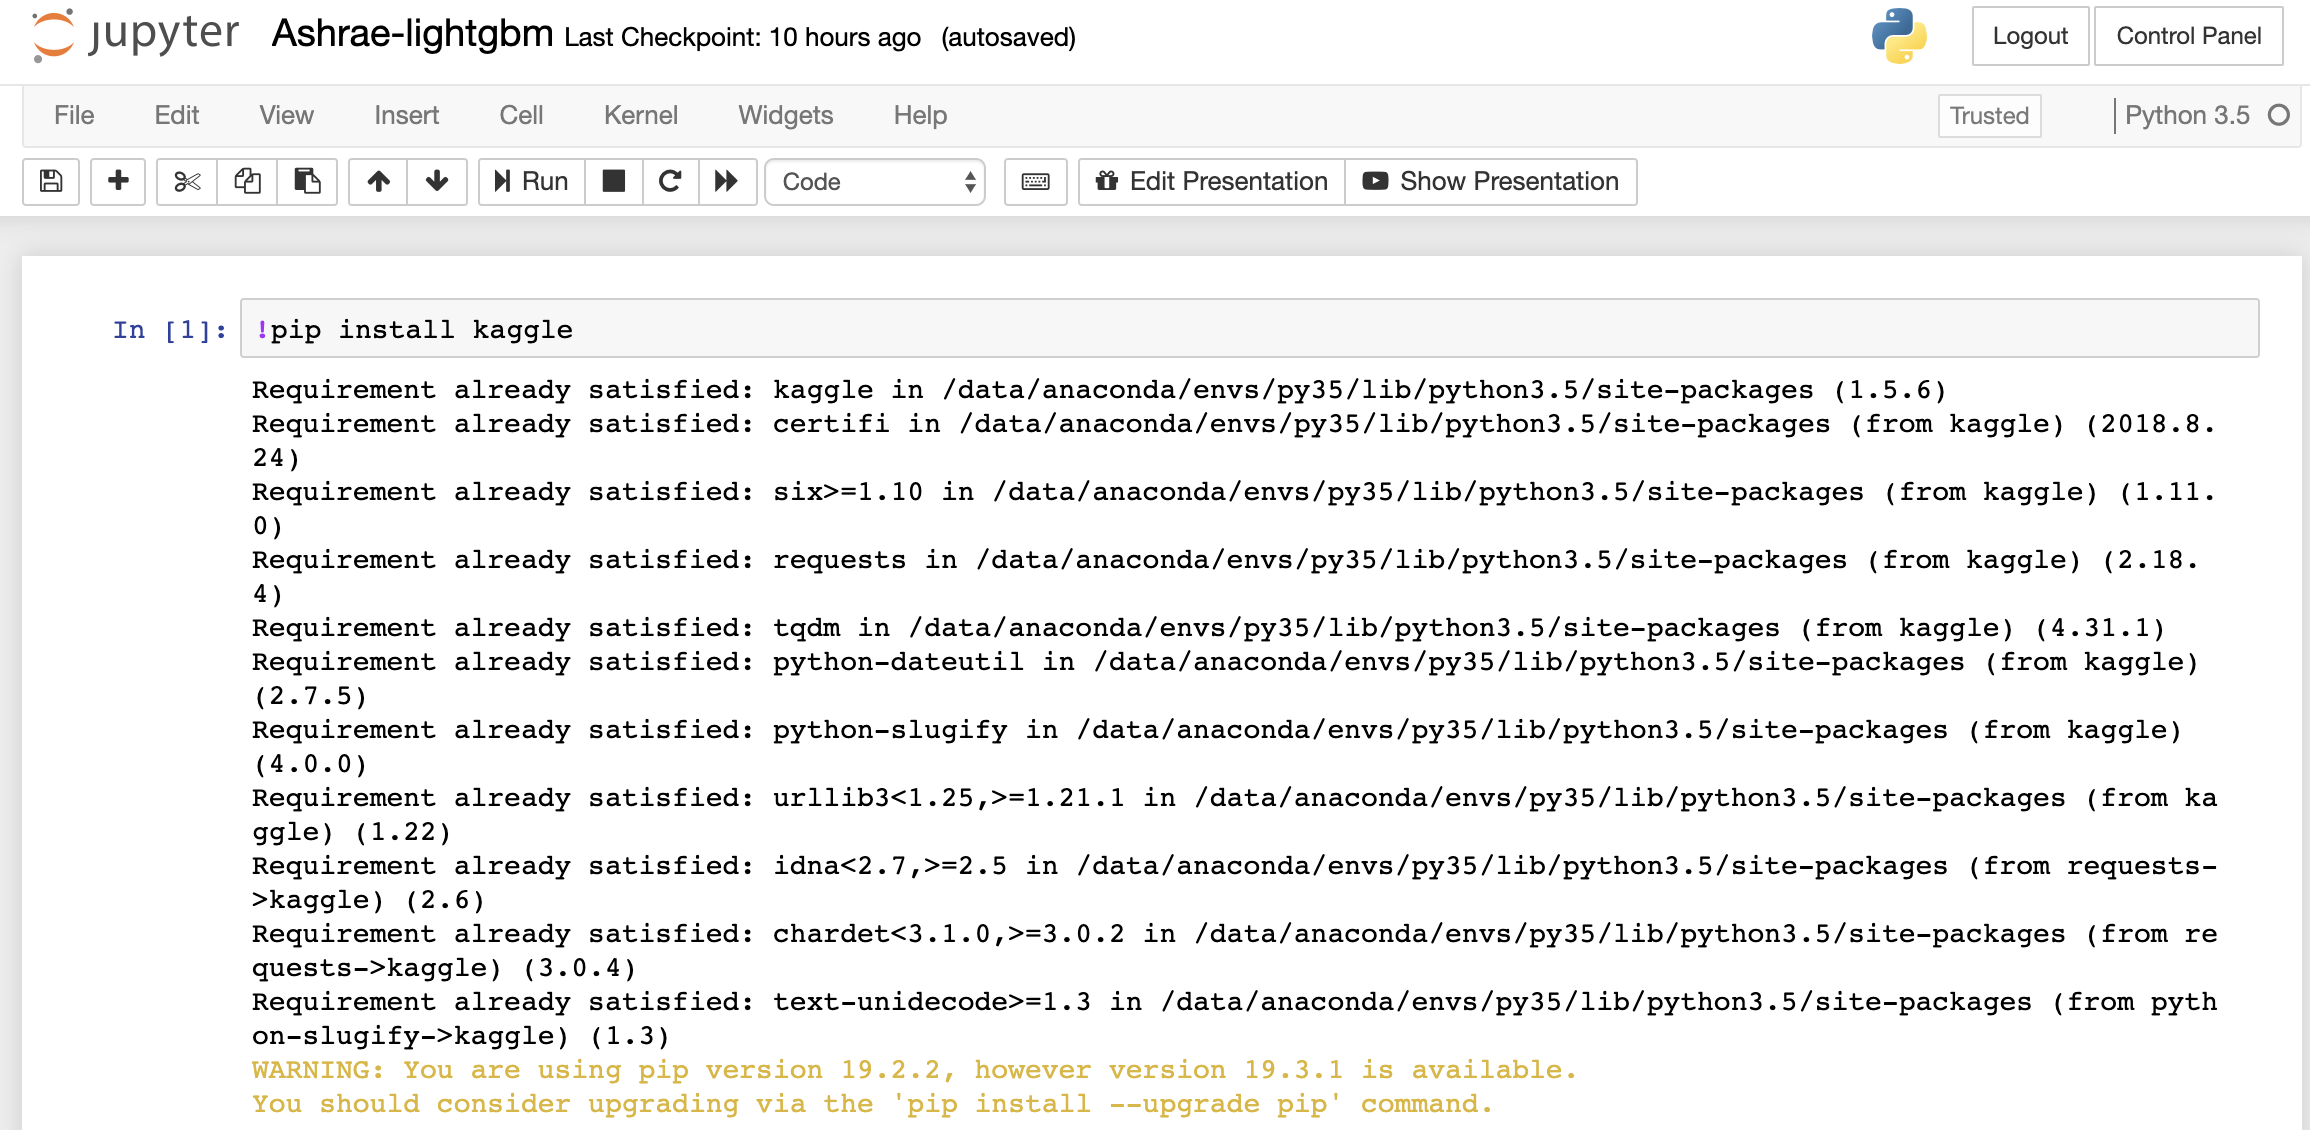 jupyter Ashrae-lightgbm Last Checkpoint: 10 hours ago (autosaved) Logout Control Panel
File Edit View Insert Cell Kernel Widgets Help Trusted Python 3.5
Run Code Edit Presentation Show Presentation
In [1]: !pip install kaggle
Requirement already satisfied: kaggle in /data/anaconda/envs/py35/lib/python3.5/site-packages (1.5.6)
Requirement already satisfied: certifi in /data/anaconda/envs/py35/lib/python3.5/site-packages (from kaggle) (2018.8.
24)
Requirement already satisfied: six>=1.10 in /data/anaconda/envs/py35/lib/python3.5/site-packages (from kaggle) (1.11.
0)
Requirement already satisfied: requests in /data/anaconda/envs/py35/lib/python3.5/site-packages (from kaggle) (2.18.
4)
Requirement already satisfied: tqdm in /data/anaconda/envs/py35/lib/python3.5/site-packages (from kaggle) (4.31.1)
Requirement already satisfied: python-dateutil in /data/anaconda/envs/py35/lib/python3.5/site-packages (from kaggle)
(2.7.5)
Requirement already satisfied: python-slugify in /data/anaconda/envs/py35/lib/python3.5/site-packages (from kaggle)
(4.0.0)
Requirement already satisfied: urllib3<1.25,>=1.21.1 in /data/anaconda/envs/py35/lib/python3.5/site-packages (from ka
ggle) (1.22)
Requirement already satisfied: idna<2.7,>=2.5 in /data/anaconda/envs/py35/lib/python3.5/site-packages (from requests-
>kaggle) (2.6)
Requirement already satisfied: chardet<3.1.0,>=3.0.2 in /data/anaconda/envs/py35/lib/python3.5/site-packages (from re
quests->kaggle) (3.0.4)
Requirement already satisfied: text-unidecode>=1.3 in /data/anaconda/envs/py35/lib/python3.5/site-packages (from pyth
on-slugify->kaggle) (1.3)
WARNING: You are using pip version 19.2.2, however version 19.3.1 is available.
You should consider upgrading via the 'pip install --upgrade pip' command.